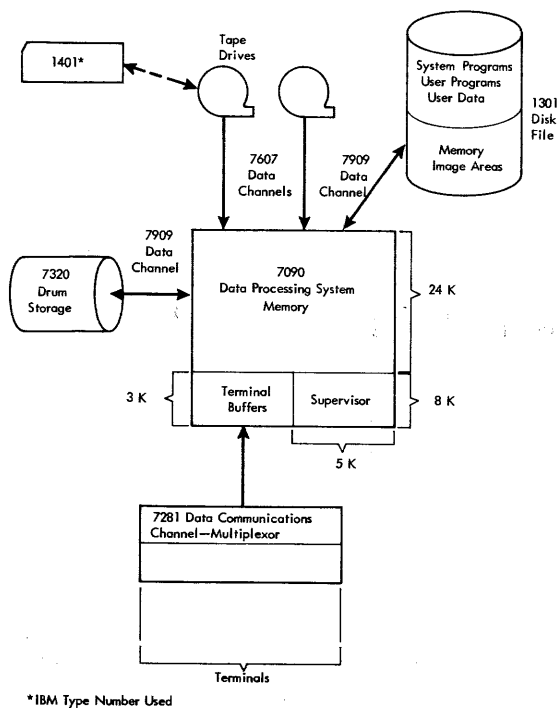 1401*
Tape
Drives
System Programs
User Programs
User Data
Memory
Image Areas
1301
Disk
File
7607
Data
Channels
7909
Data
Channel
7909
Data
Channel
7320
Drum
Storage
7090
Data Processing System
Memory
24 K
3 K
Terminal
Buffers
Supervisor
8 K
5 K
7281 Data Communications
Channel—Multiplexor
Terminals
*IBM Type Number Used